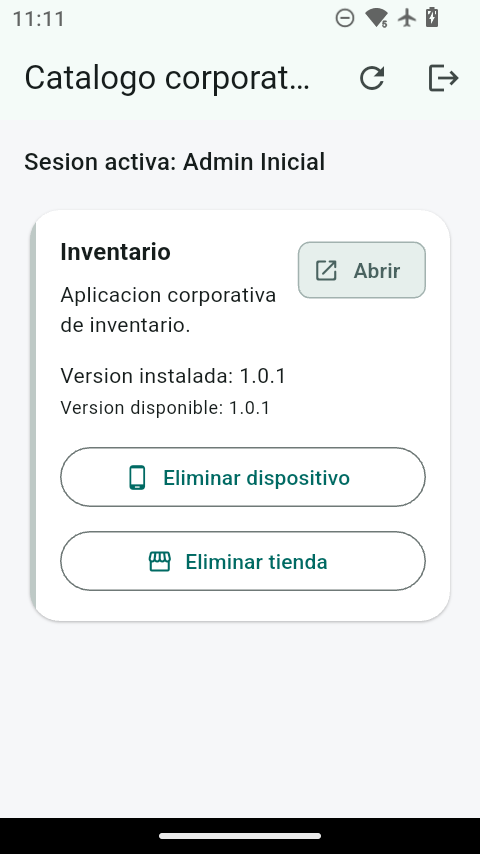 11:11
Catalogo corporat...
Sesion activa: Admin Inicial
Inventario
Abrir
Aplicacion corporativa
de inventario.
Version instalada: 1.0.1
Version disponible: 1.0.1
Eliminar dispositivo
Eliminar tienda